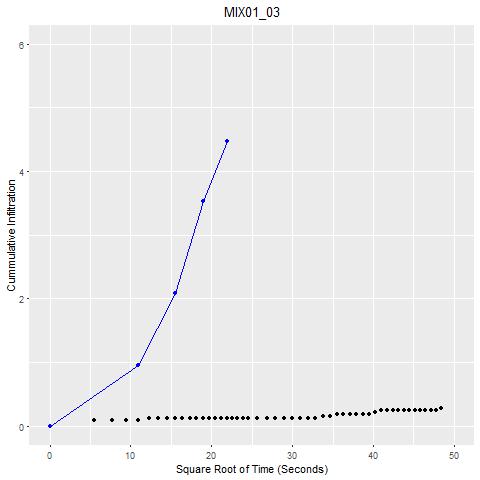 MIX01_03
6
4
2
0
Cummulative Infiltration
0 10 20 30 40 50
Square Root of Time (Seconds)